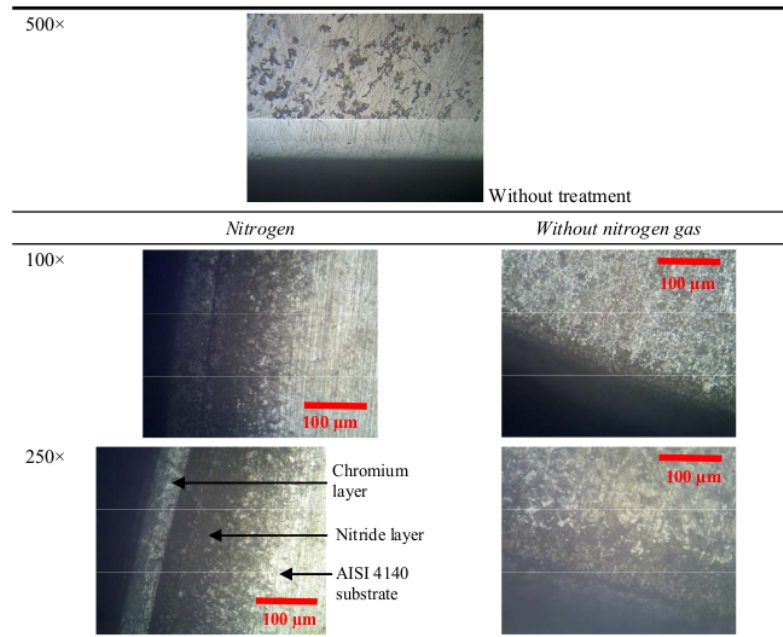 500×
Without treatment
Nitrogen
Without nitrogen gas
100×
100 µm
100 µm
250×
Chromium
layer
Nitride layer
AISI 4140
substrate
100 µm
100 µm